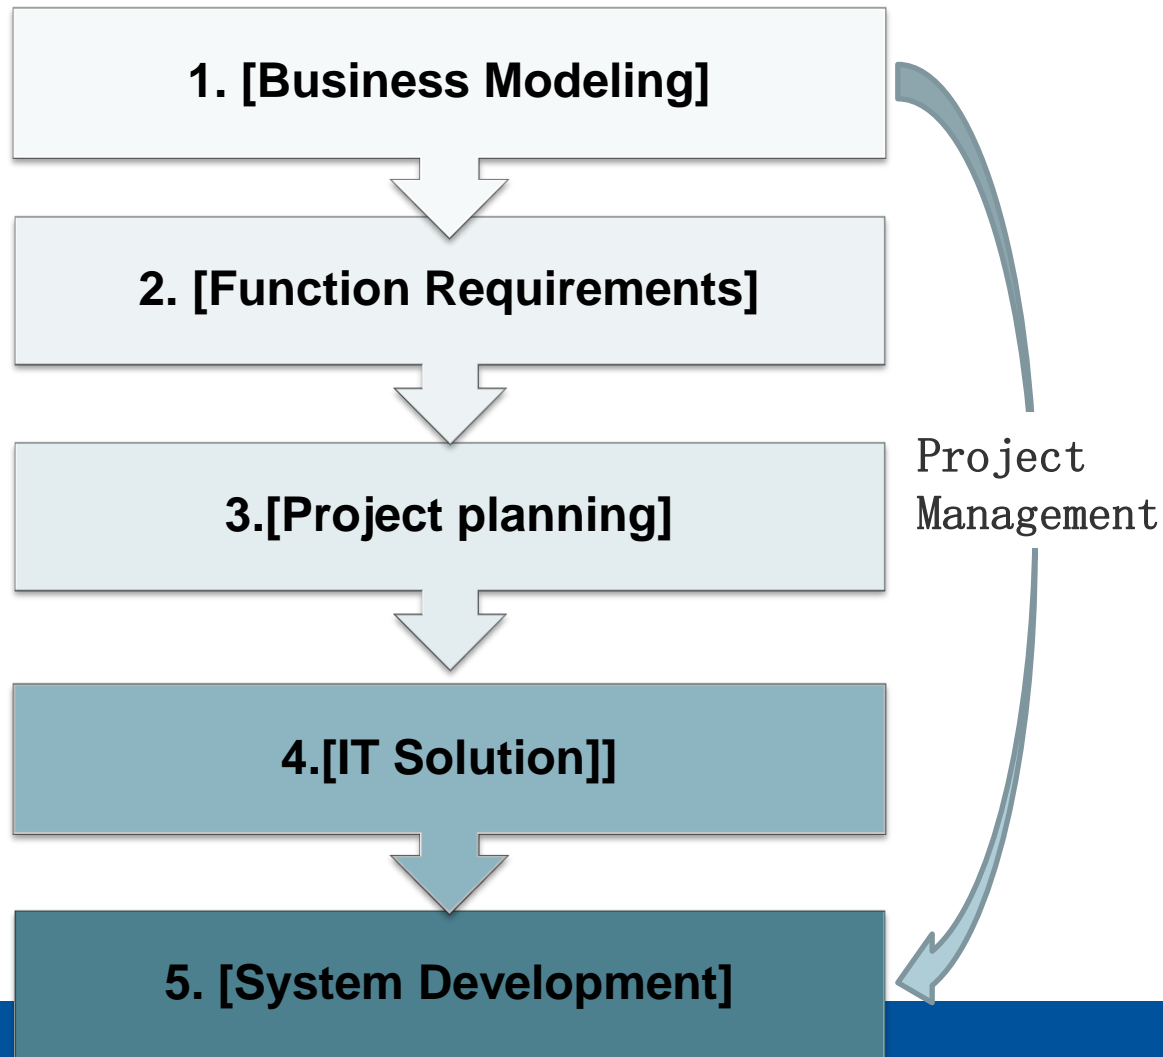 1. [Business Modeling]
2. [Function Requirements]
3.[Project planning]
Project
Management
4.[IT Solution]]
5. [System Development]